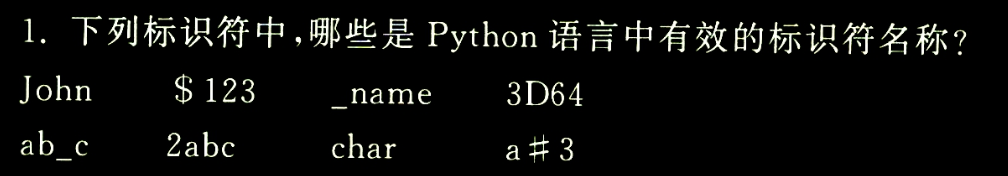 1. 下列标识符中,哪些是 Python 语言中有效的标识符名称?
John $123 _name 3D64
ab_c 2abc char a#3